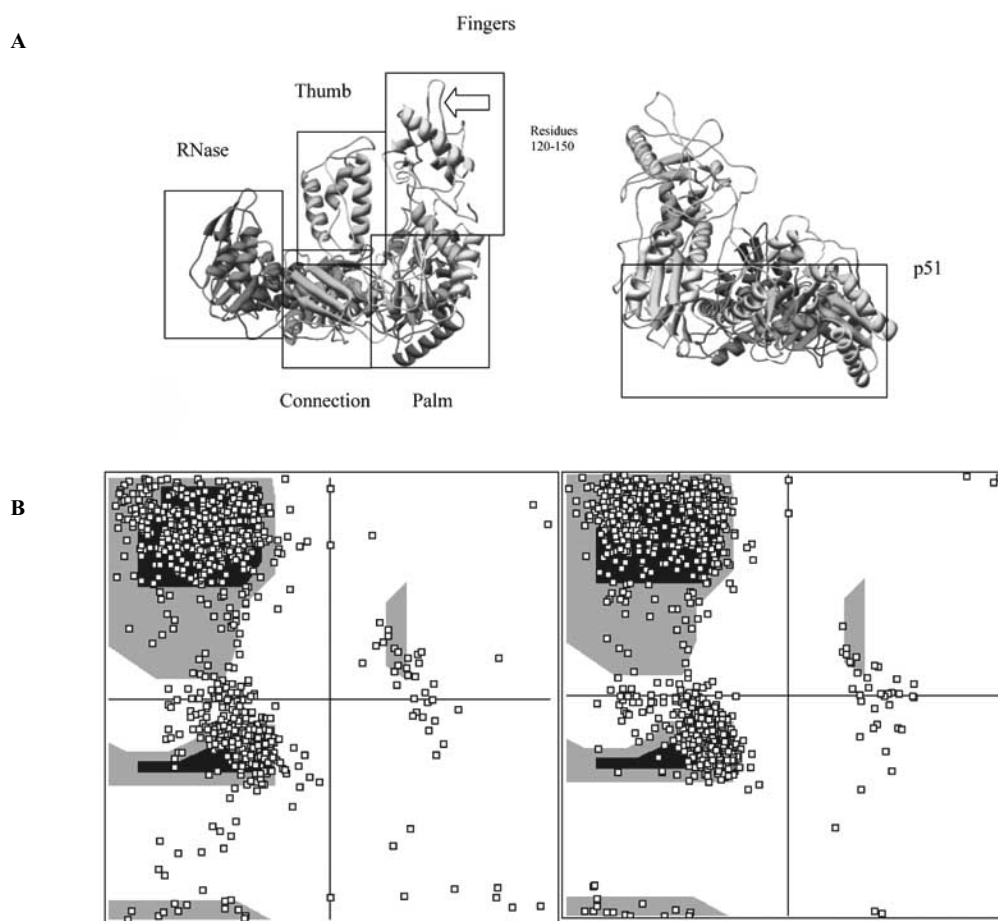 A
Fingers
Thumb
RNase
Residues
120-150
p51
Connection
Palm
B